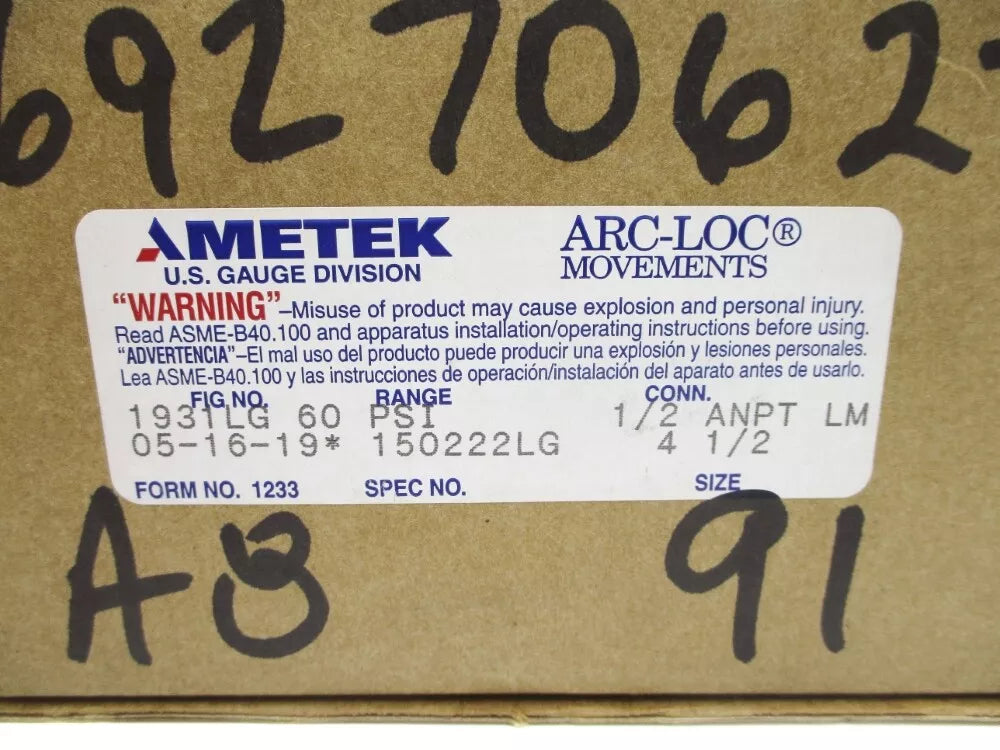 6927062
AMETEK
U.S. GAUGE DIVISION
ARC-LOC®
MOVEMENTS
“WARNING”–Misuse of product may cause explosion and personal injury.
Read ASME-B40.100 and apparatus installation/operating instructions before using.
“ADVERTENCIA”–El mal uso del producto puede producir una explosión y lesiones personales.
Lea ASME-B40.100 y las instrucciones de operación/instalación del aparato antes de usarlo.
FIG NO. RANGE CONN.
1931LG 60 PSI 1/2 ANPT LM
05-16-19* 150222LG 4 1/2
FORM NO. 1233 SPEC NO. SIZE
A8 91